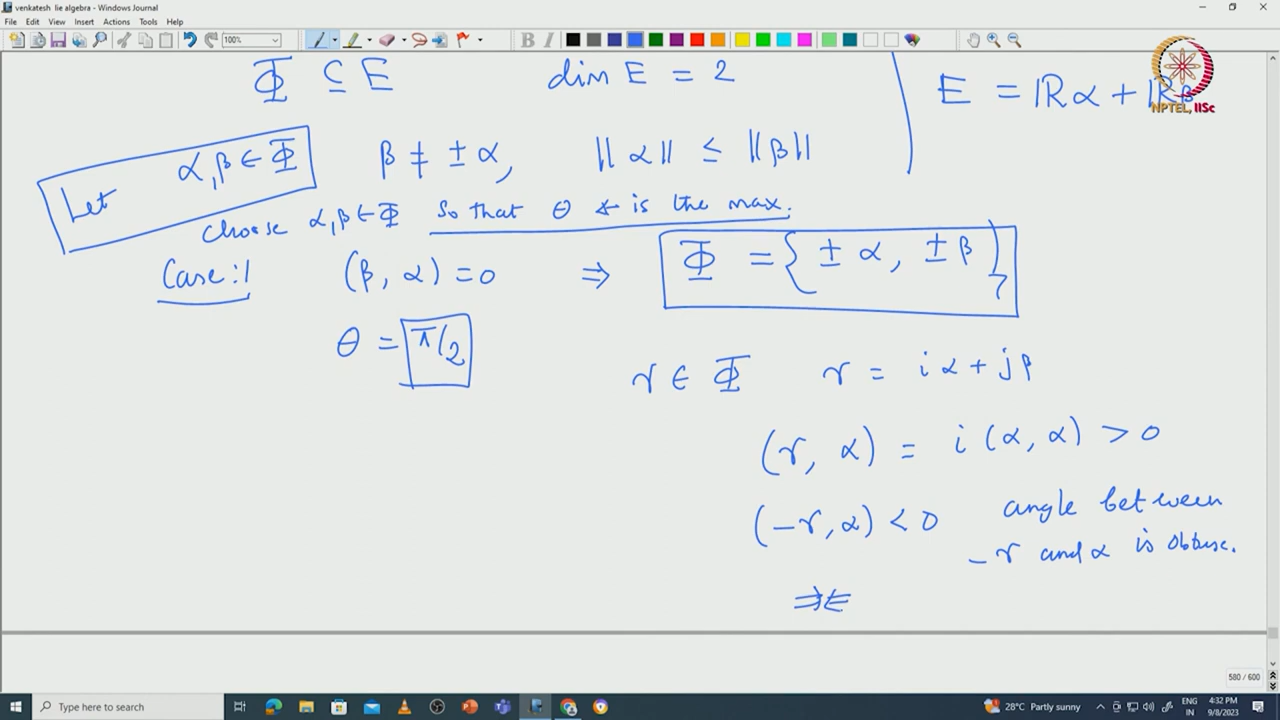 venkatesh lie algebra - Windows Journal
File Edit View Insert Actions Tools Help
100%
B I
Φ ⊆ E dim E = 2 E = ℝα + ℝβ
NPTEL, IISc
Let α, β ∈ Φ β ≠ ± α, ||α|| ≤ ||β||
choose α, β ∈ Φ so that θ is the max.
Case:1 (β, α) = 0 ⇒ Φ = { ± α, ± β }
θ = π/2
γ ∈ Φ γ = iα + jβ
(γ, α) = i (α, α) > 0
(-γ, α) < 0 angle between
-γ and α is obtuse.
⇒⇐
580 / 600
Type here to search
28°C Partly sunny
ENG
IN
4:32 PM
9/8/2023